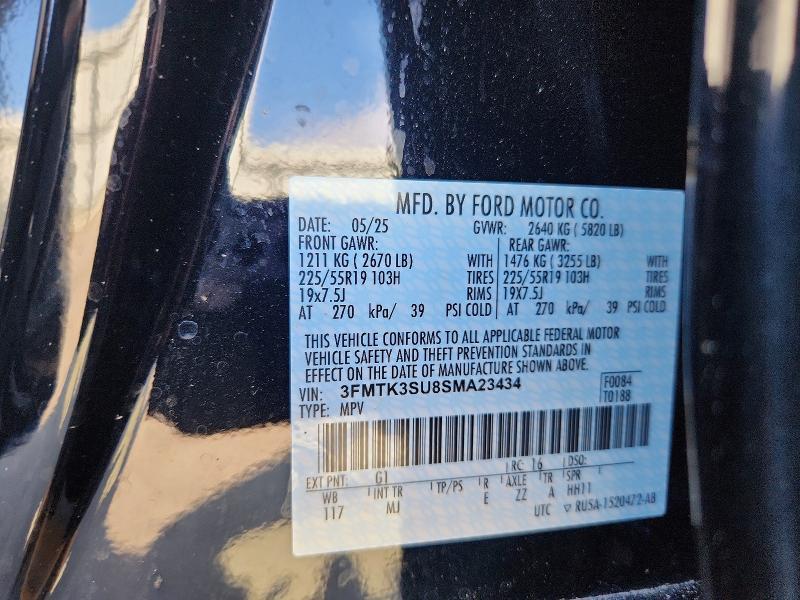 MFD. BY FORD MOTOR CO.
DATE: 05/25 GVWR: 2640 KG ( 5820 LB)
FRONT GAWR: REAR GAWR:
1211 KG ( 2670 LB) WITH 1476 KG ( 3255 LB) WITH
225/55R19 103H TIRES 225/55R19 103H TIRES
19x7.5J RIMS 19X7.5J RIMS
AT 270 kPa/ 39 PSI COLD AT 270 kPa/ 39 PSI COLD
THIS VEHICLE CONFORMS TO ALL APPLICABLE FEDERAL MOTOR
VEHICLE SAFETY AND THEFT PREVENTION STANDARDS IN
EFFECT ON THE DATE OF MANUFACTURE SHOWN ABOVE.
VIN: 3FMTK3SU8SMA23434 F0084
TYPE: MPV T0188
EXT PNT: G1 RC: 16 DSO:
WB INT TR TP/PS R AXLE TR SPR
117 MJ E ZZ A HH11
UTC ▽ RUSA-1520472-AB